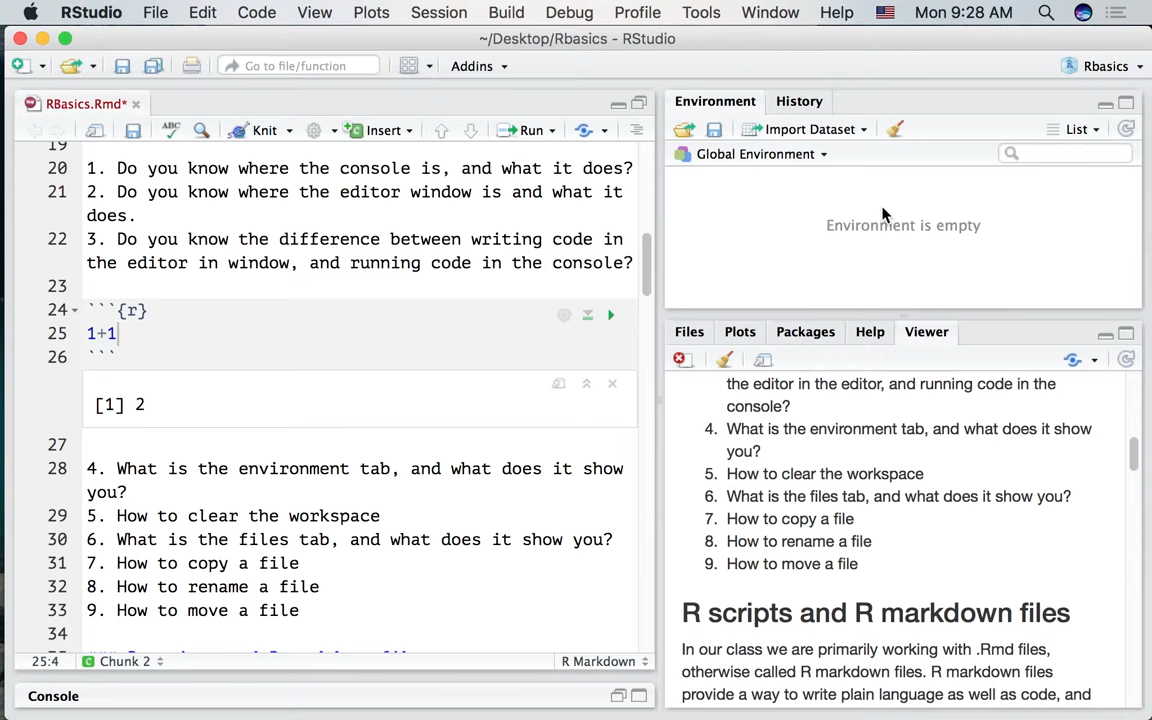 RStudio File Edit Code View Plots Session Build Debug Profile Tools Window Help Mon 9:28 AM
~/Desktop/Rbasics - RStudio
Go to file/function Addins Rbasics
RBasics.Rmd*
ABC Knit Insert Run
19
20 1. Do you know where the console is, and what it does?
21 2. Do you know where the editor window is and what it
does.
22 3. Do you know the difference between writing code in
the editor in window, and running code in the console?
23
24 ```{r}
25 1+1
26 ```
[1] 2
27
28 4. What is the environment tab, and what does it show
you?
29 5. How to clear the workspace
30 6. What is the files tab, and what does it show you?
31 7. How to copy a file
32 8. How to rename a file
33 9. How to move a file
34
25:4 Chunk 2 R Markdown
Console
Environment History
Import Dataset List
Global Environment
Environment is empty
Files Plots Packages Help Viewer
the editor in the editor, and running code in the
console?
4. What is the environment tab, and what does it show
you?
5. How to clear the workspace
6. What is the files tab, and what does it show you?
7. How to copy a file
8. How to rename a file
9. How to move a file
R scripts and R markdown files
In our class we are primarily working with .Rmd files,
otherwise called R markdown files. R markdown files
provide a way to write plain language as well as code, and